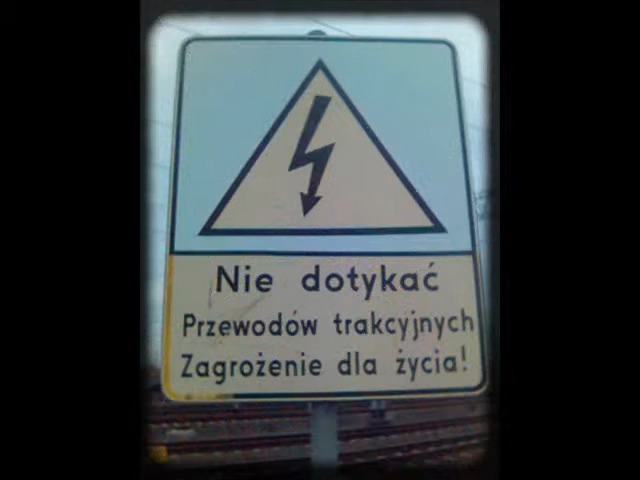 Nie dotykać
Przewodów trakcyjnych
Zagrożenie dla życia!